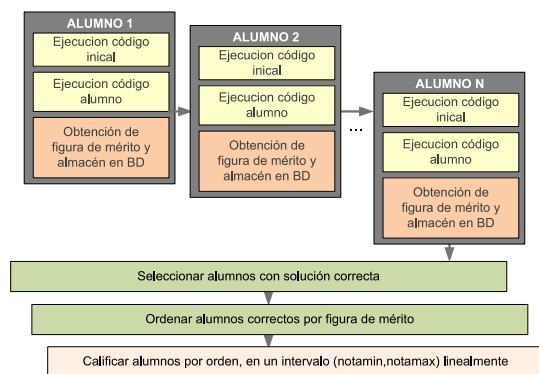 ALUMNO 1
Ejecucion código
inical
Ejecucion código
alumno
Obtención de
figura de mérito y
almacén en BD
ALUMNO 2
Ejecucion código
inical
Ejecucion código
alumno
Obtención de
figura de mérito y
almacén en BD
...
ALUMNO N
Ejecucion código
inical
Ejecucion código
alumno
Obtención de
figura de mérito y
almacén en BD
Seleccionar alumnos con solución correcta
Ordenar alumnos correctos por figura de mérito
Calificar alumnos por orden, en un intervalo (notamin,notamax) linealmente